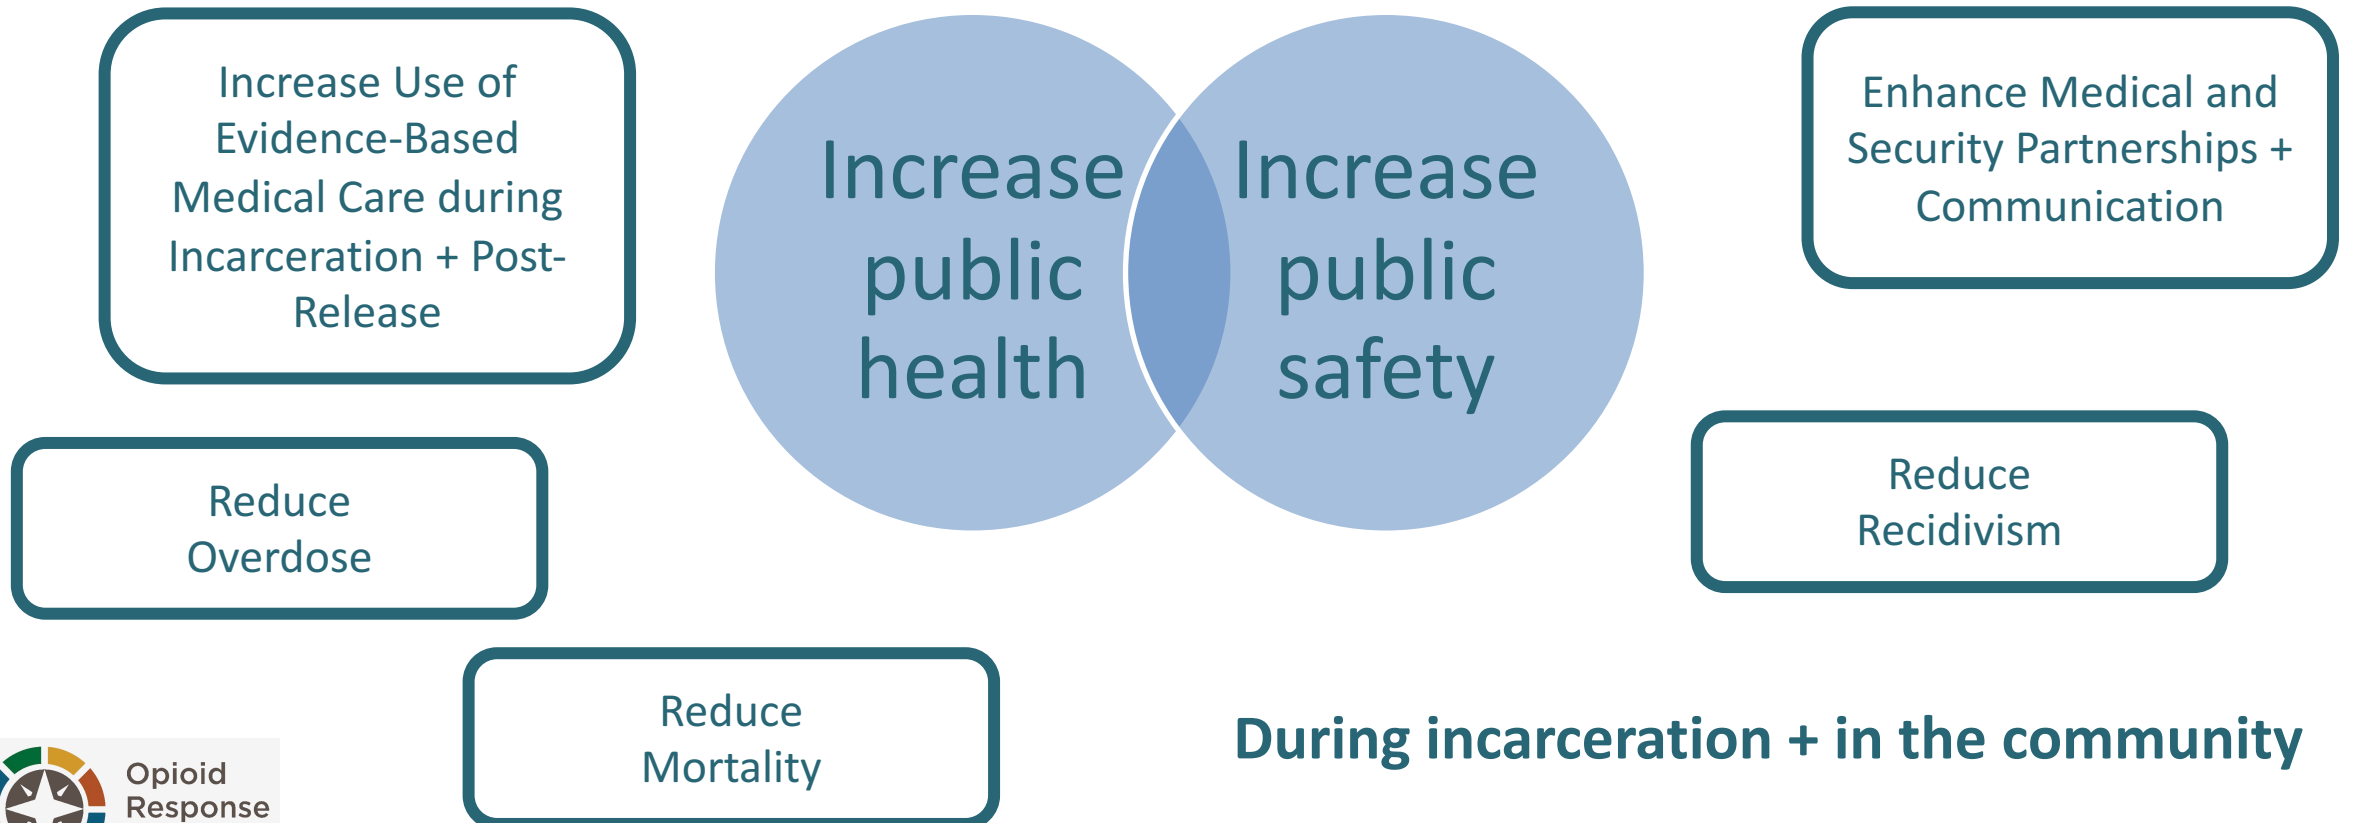 Increase Use of
Evidence-Based
Medical Care during
Incarceration + Post-
Release
Increase
public
health
Increase
public
safety
Enhance Medical and
Security Partnerships +
Communication
Reduce
Overdose
Reduce
Recidivism
Reduce
Mortality
During incarceration + in the community
Opioid
Response